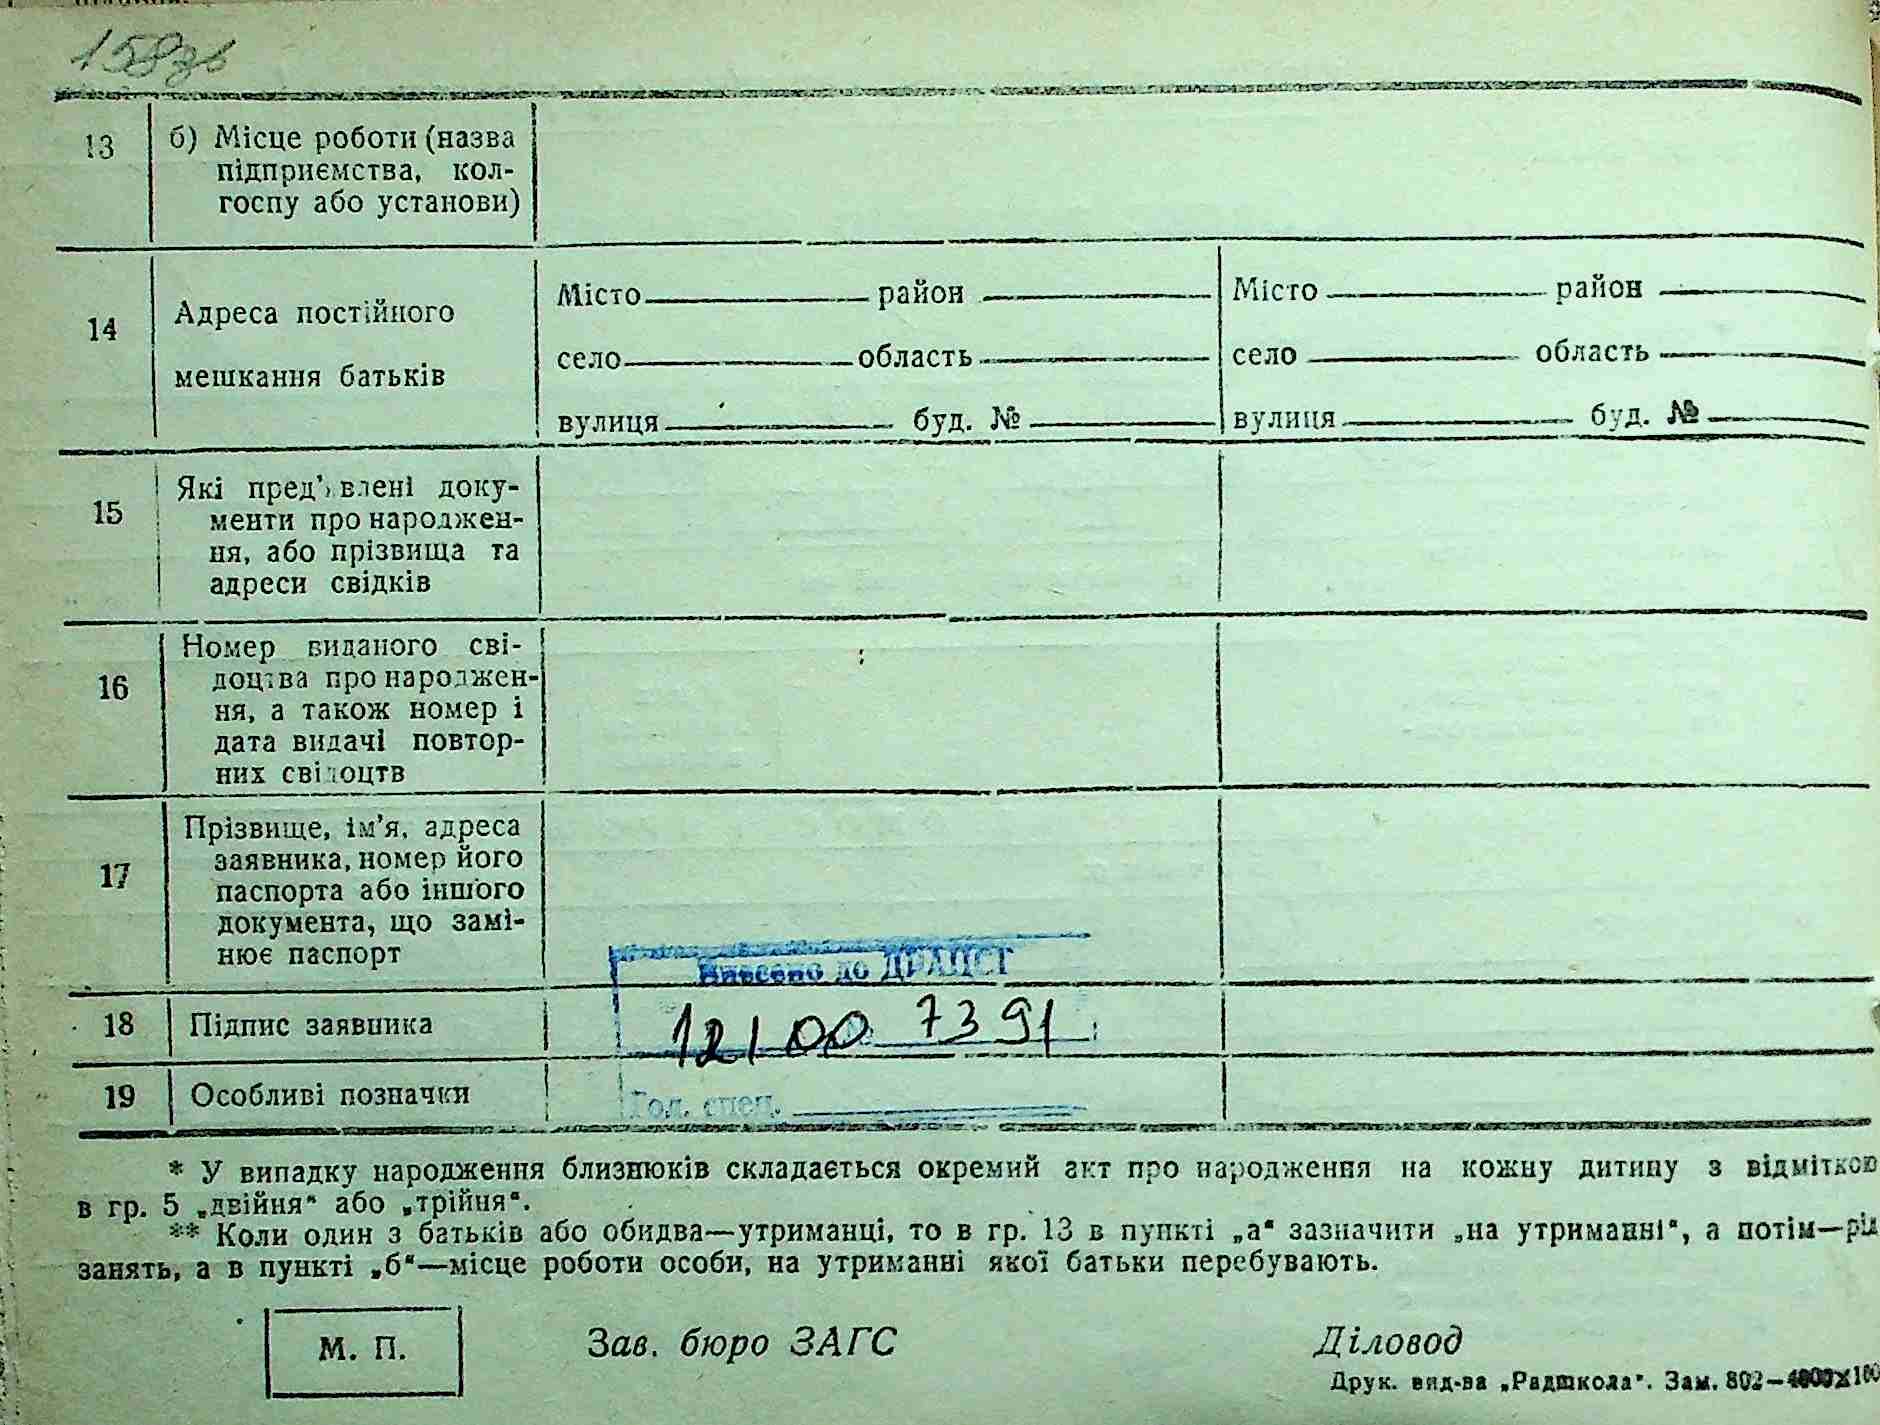 158зв
13 б) Місце роботи (назва
підприємства, кол-
госпу або установи)
14 Адреса постійного
мешкання батьків
Місто район
село область
вулиця буд. №
Місто район
село область
вулиця буд. №
15 Які пред'явлені доку-
менти про народжен-
ня, або прізвища та
адреси свідків
16 Номер виданого сві-
доцтва про народжен-
ня, а також номер і
дата видачі повтор-
них свідоцтв
17 Прізвище, ім'я, адреса
заявника, номер його
паспорта або іншого
документа, що замі-
нює паспорт
Внесено до ДРАЦСГ
18 Підпис заявника
12100 7391
19 Особливі позначки
Гол. спец.
* У випадку народження близнюків складається окремий акт про народження на кожну дитину з відміткою
в гр. 5 „двійня“ або „трійня“.
** Коли один з батьків або обидва—утриманці, то в гр. 13 в пункті „а“ зазначити „на утриманні“, а потім—рід
занять, а в пункті „б“—місце роботи особи, на утриманні якої батьки перебувають.
М. П.
Зав. бюро ЗАГС
Діловод
Друк. вид-ва „Радшкола“. Зам. 802—4000×100